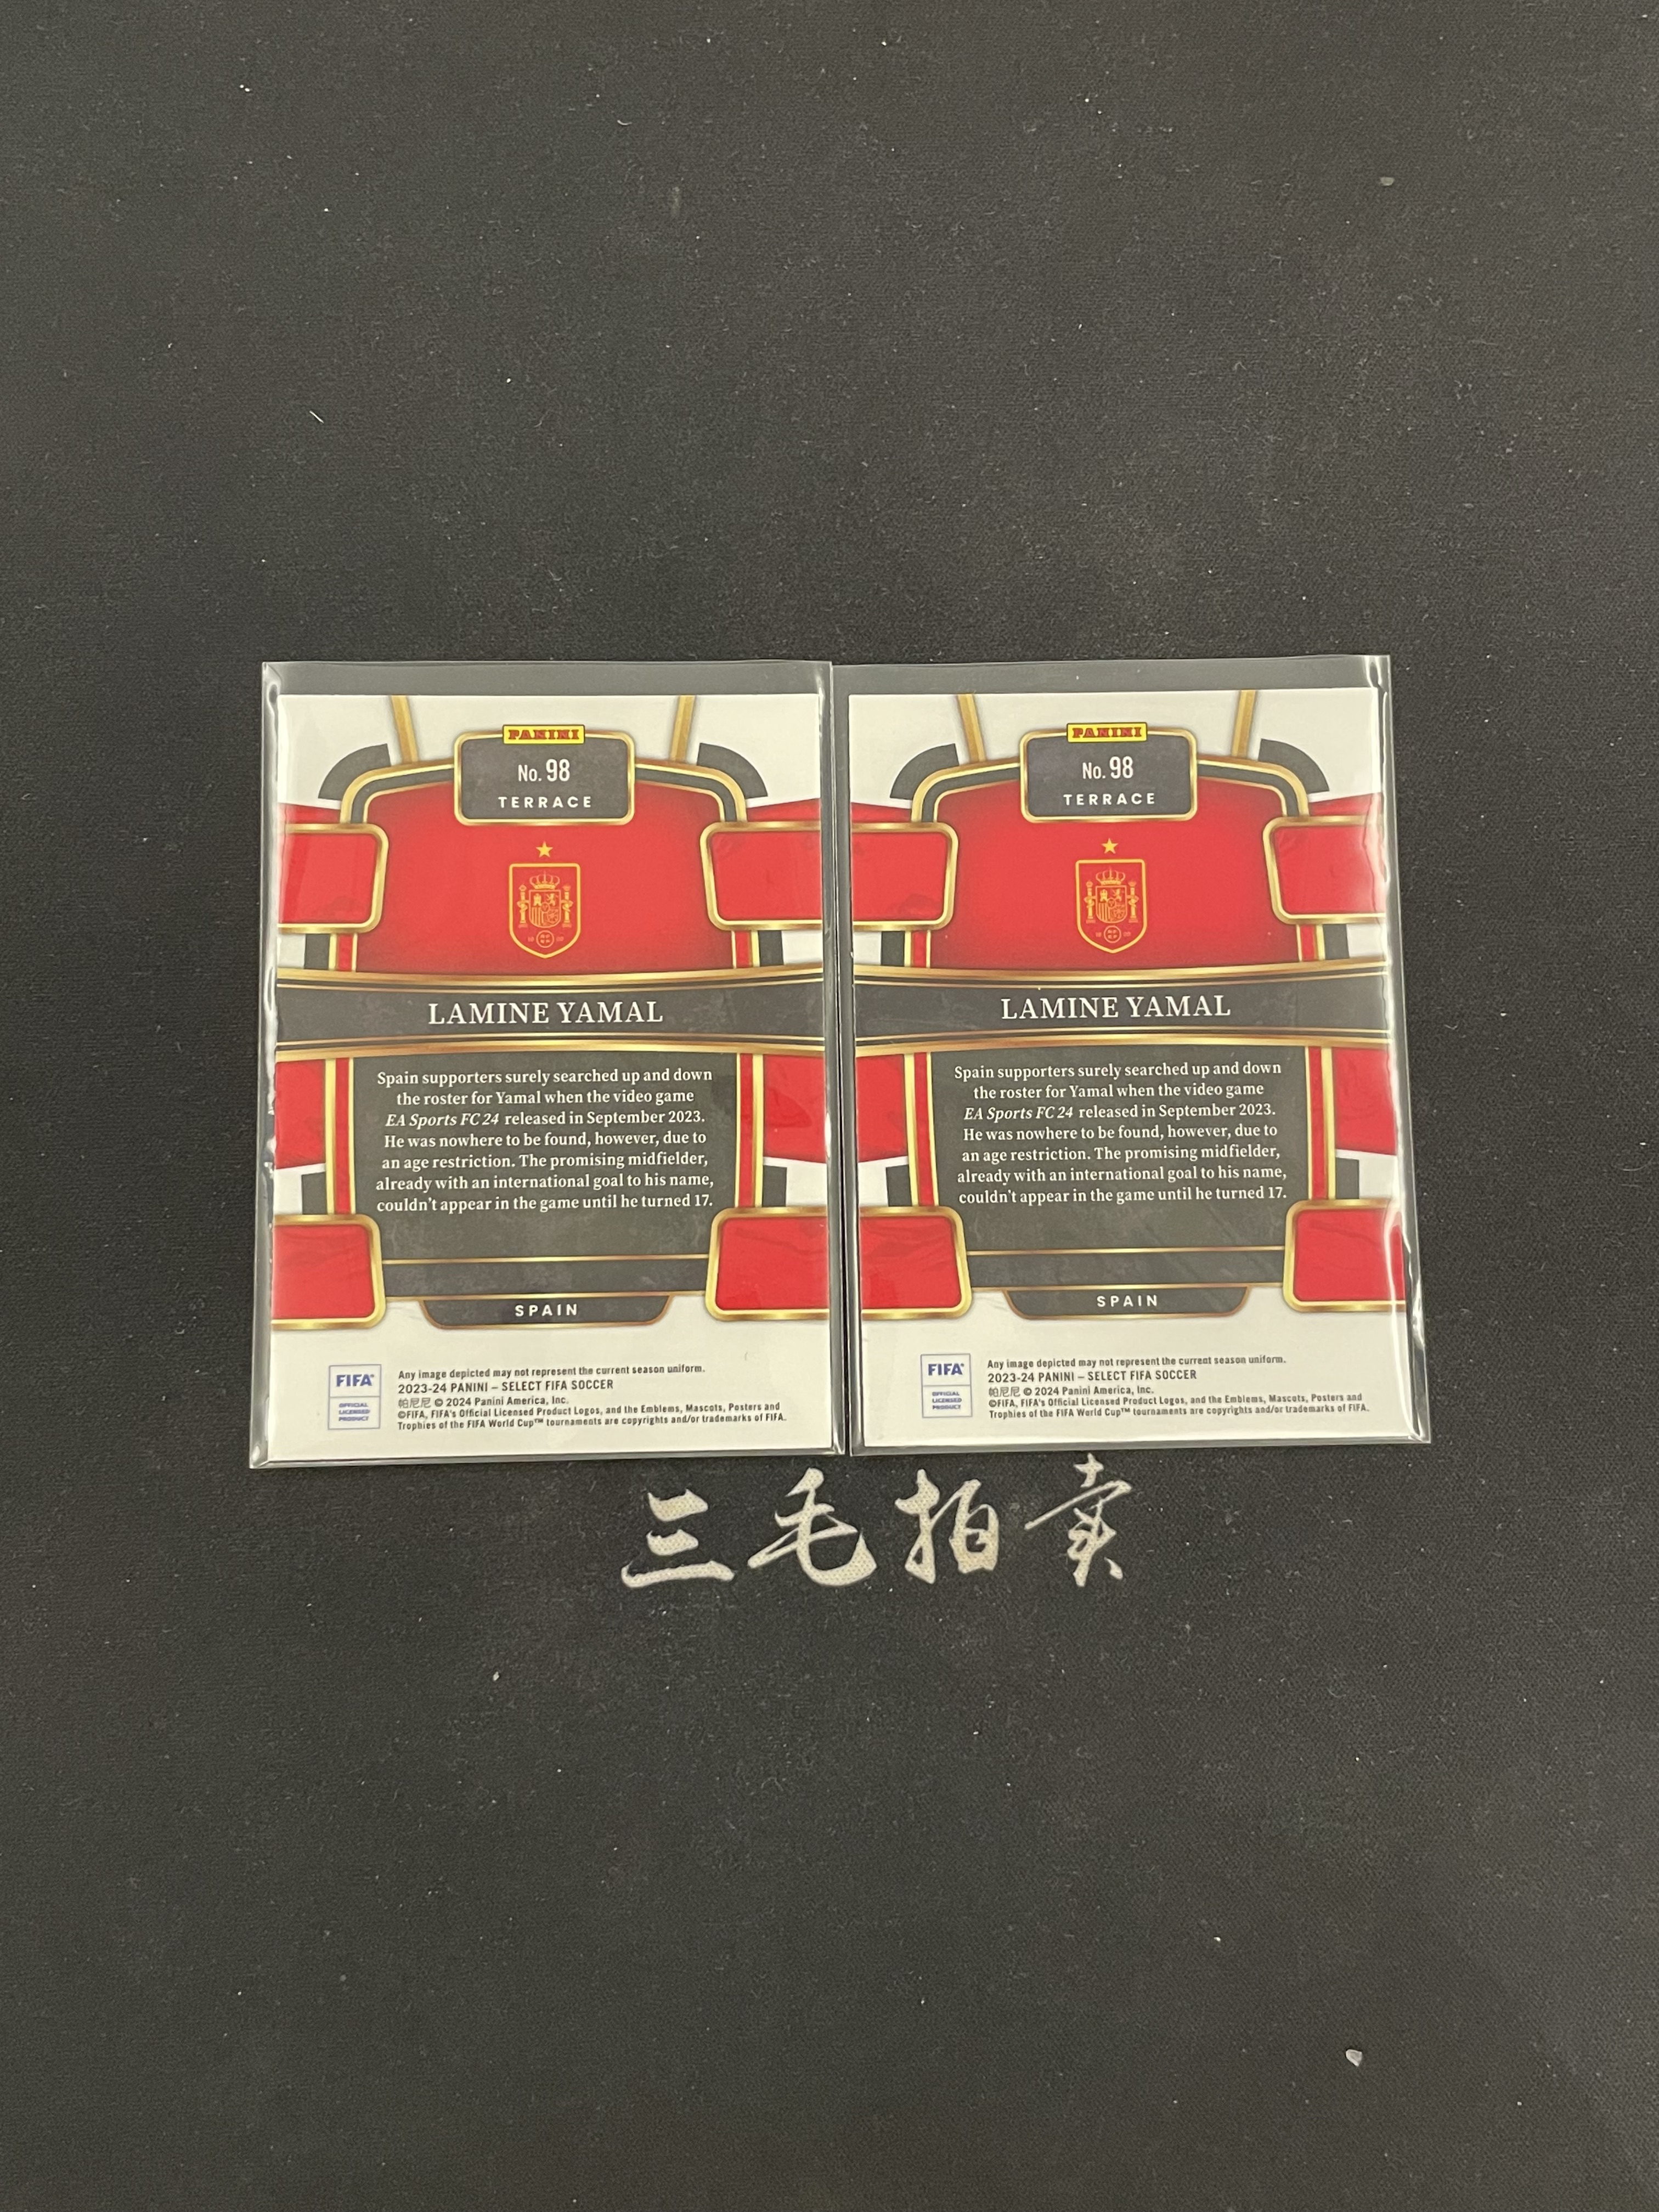 PANINI
No. 98
TERRACE
LAMINE YAMAL
Spain supporters surely searched up and down
the roster for Yamal when the video game
EA Sports FC 24 released in September 2023.
He was nowhere to be found, however, due to
an age restriction. The promising midfielder,
already with an international goal to his name,
couldn't appear in the game until he turned 17.
SPAIN
FIFA
OFFICIAL
LICENSED
PRODUCT
Any image depicted may not represent the current season uniform.
2023-24 PANINI – SELECT FIFA SOCCER
帕尼尼 © 2024 Panini America, Inc.
©FIFA, FIFA's Official Licensed Product Logos, and the Emblems, Mascots, Posters and
Trophies of the FIFA World Cup™ tournaments are copyrights and/or trademarks of FIFA.
PANINI
No. 98
TERRACE
LAMINE YAMAL
Spain supporters surely searched up and down
the roster for Yamal when the video game
EA Sports FC 24 released in September 2023.
He was nowhere to be found, however, due to
an age restriction. The promising midfielder,
already with an international goal to his name,
couldn't appear in the game until he turned 17.
SPAIN
FIFA
OFFICIAL
LICENSED
PRODUCT
Any image depicted may not represent the current season uniform.
2023-24 PANINI – SELECT FIFA SOCCER
帕尼尼 © 2024 Panini America, Inc.
©FIFA, FIFA's Official Licensed Product Logos, and the Emblems, Mascots, Posters and
Trophies of the FIFA World Cup™ tournaments are copyrights and/or trademarks of FIFA.
三毛拍卖